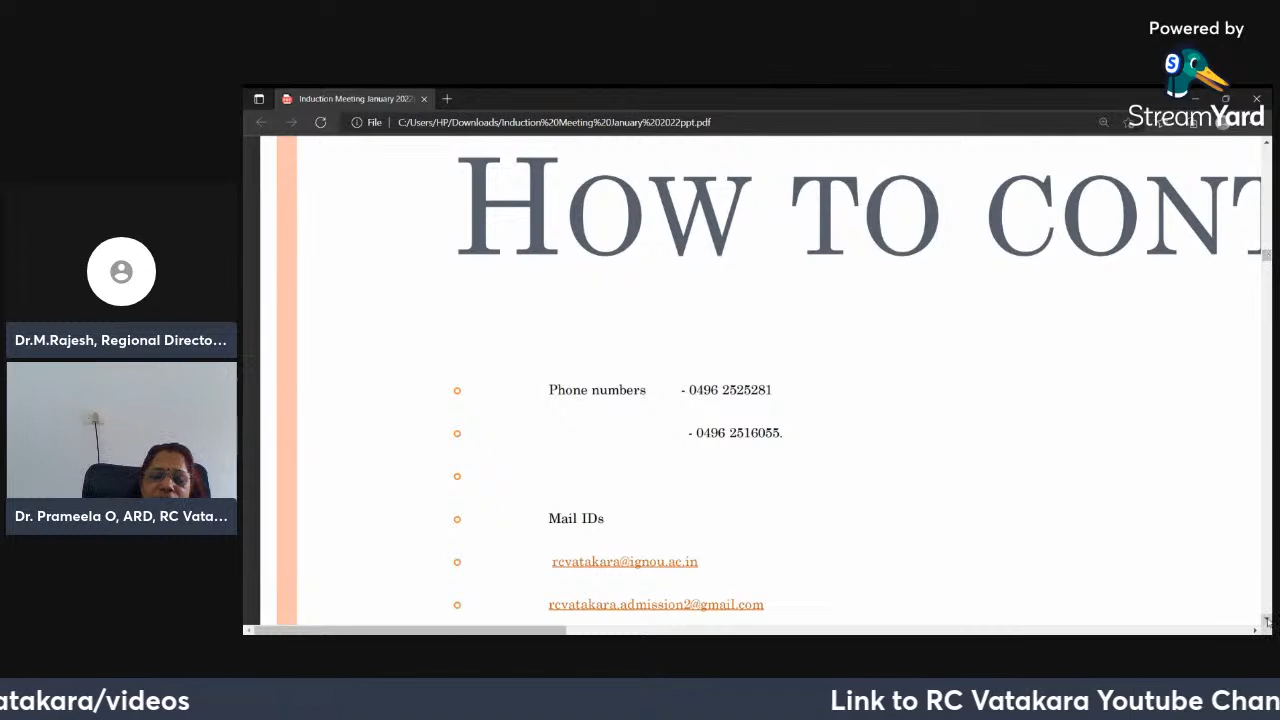 Powered by
StreamYard
Induction Meeting January 2022
File
C:/Users/HP/Downloads/Induction%20Meeting%20January%202022ppt.pdf
HOW TO CONT
Phone numbers - 0496 2525281
- 0496 2516055.
Mail IDs
rcvatakara@ignou.ac.in
rcvatakara.admission2@gmail.com
Dr.M.Rajesh, Regional Directo...
Dr. Prameela O, ARD, RC Vata...
atakara/videos
Link to RC Vatakara Youtube Chan